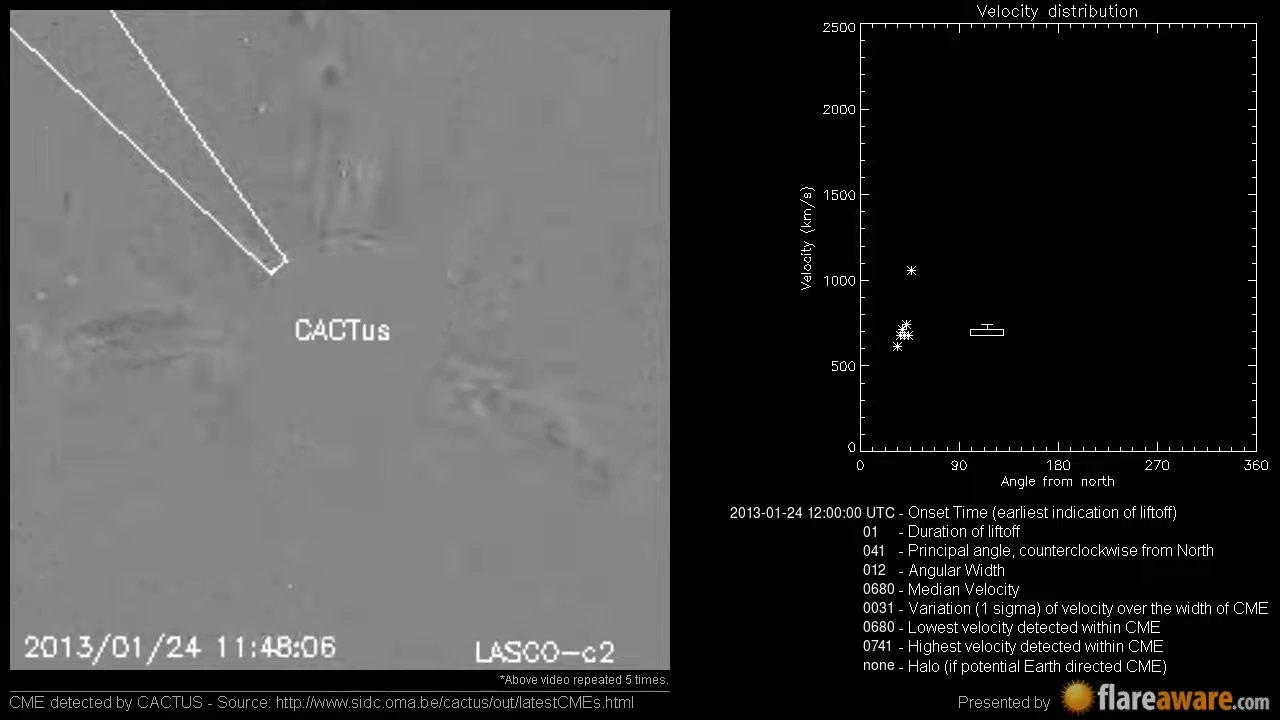 CACTus
2013/01/24 11:48:06
LASCO-c2
*Above video repeated 5 times.
CME detected by CACTUS - Source: http://www.sidc.oma.be/cactus/out/latestCMEs.html
Velocity distribution
2500
2000
1500
1000
500
0
Velocity (km/s)
0 90 180 270 360
Angle from north
2013-01-24 12:00:00 UTC - Onset Time (earliest indication of liftoff)
01 - Duration of liftoff
041 - Principal angle, counterclockwise from North
012 - Angular Width
0680 - Median Velocity
0031 - Variation (1 sigma) of velocity over the width of CME
0680 - Lowest velocity detected within CME
0741 - Highest velocity detected within CME
none - Halo (if potential Earth directed CME)
Presented by flareaware.com